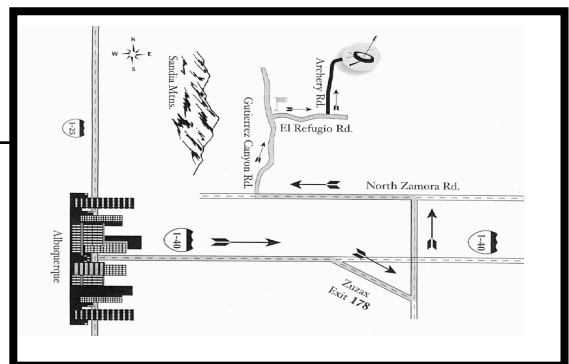 N
W E
S
Sandia Mtns.
Archery Rd.
Gutierrez Canyon Rd.
El Refugio Rd.
I-25
North Zamora Rd.
I-40
I-40
Albuquerque
Zuzax
Exit 178